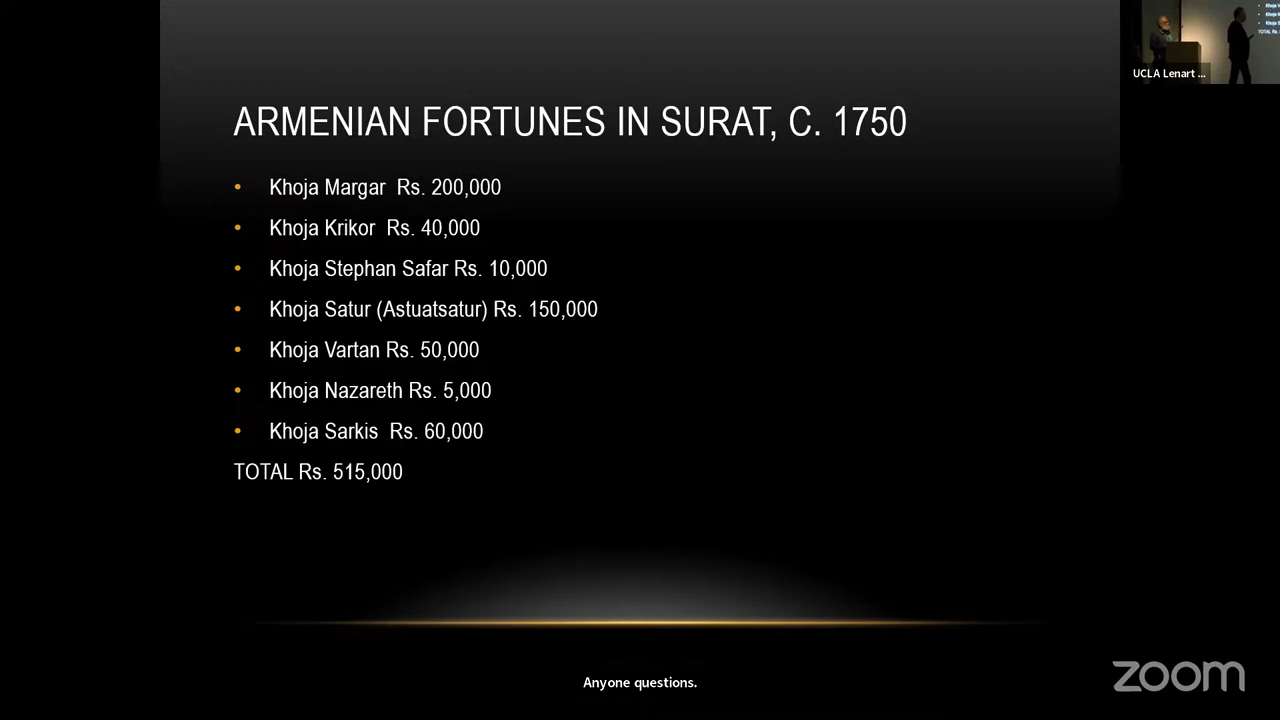 ARMENIAN FORTUNES IN SURAT, C. 1750
• Khoja Margar Rs. 200,000
• Khoja Krikor Rs. 40,000
• Khoja Stephan Safar Rs. 10,000
• Khoja Satur (Astuatsatur) Rs. 150,000
• Khoja Vartan Rs. 50,000
• Khoja Nazareth Rs. 5,000
• Khoja Sarkis Rs. 60,000
TOTAL Rs. 515,000
UCLA Lenart ...
Anyone questions.
zoom